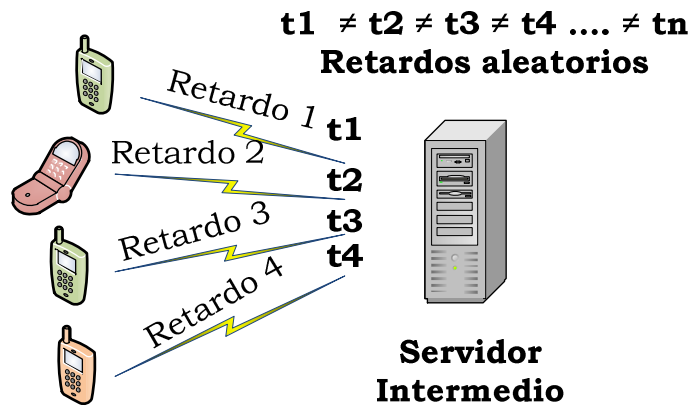 t1 ≠ t2 ≠ t3 ≠ t4 .... ≠ tn
Retardos aleatorios
Retardo 1
t1
Retardo 2
t2
Retardo 3
t3
Retardo 4
t4
Servidor
Intermedio